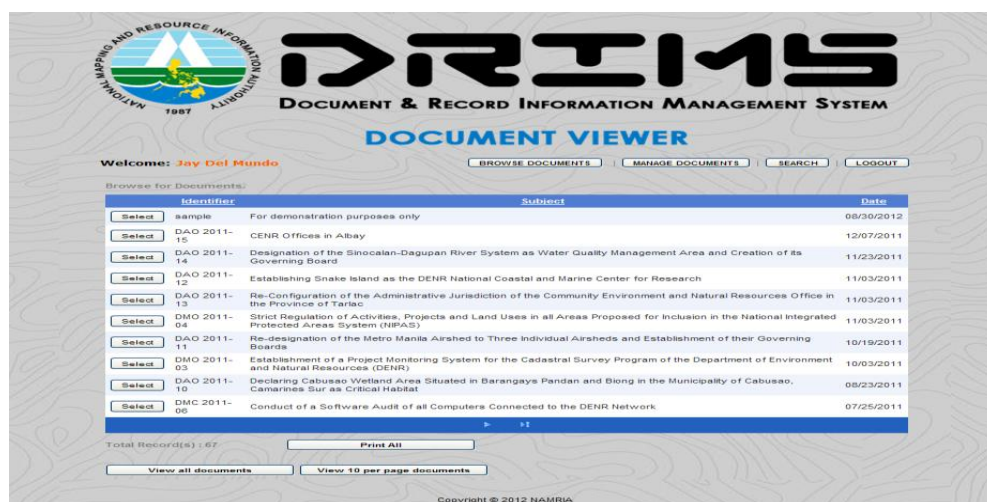 NATIONAL MAPPING AND RESOURCE INFORMATION AUTHORITY
1987
DRIMS
DOCUMENT & RECORD INFORMATION MANAGEMENT SYSTEM
DOCUMENT VIEWER
Welcome: Jay Del Mundo
BROWSE DOCUMENTS | MANAGE DOCUMENTS | SEARCH | LOGOUT
Browse for Documents:
Identifier Subject Date
Select sample For demonstration purposes only 08/30/2012
Select DAO 2011-15 CENR Offices in Albay 12/07/2011
Select DAO 2011-14 Designation of the Sinocalan-Dagupan River System as Water Quality Management Area and Creation of its
Governing Board 11/23/2011
Select DAO 2011-12 Establishing Snake Island as the DENR National Coastal and Marine Center for Research 11/03/2011
Select DAO 2011-13 Re-Configuration of the Administrative Jurisdiction of the Community Environment and Natural Resources Office in
the Province of Tarlac 11/03/2011
Select DMO 2011-04 Strict Regulation of Activities, Projects and Land Uses in all Areas Proposed for Inclusion in the National Integrated
Protected Areas System (NIPAS) 11/03/2011
Select DAO 2011-11 Re-designation of the Metro Manila Airshed to Three Individual Airsheds and Establishment of their Governing
Boards 10/19/2011
Select DMO 2011-03 Establishment of a Project Monitoring System for the Cadastral Survey Program of the Department of Environment
and Natural Resources (DENR) 10/03/2011
Select DAO 2011-10 Declaring Cabusao Wetland Area Situated in Barangays Pandan and Biong in the Municipality of Cabusao,
Camarines Sur as Critical Habitat 08/23/2011
Select DMC 2011-06 Conduct of a Software Audit of all Computers Connected to the DENR Network 07/25/2011
Total Record(s) : 67 Print All
View all documents View 10 per page documents
Copyright © 2012 NAMRIA